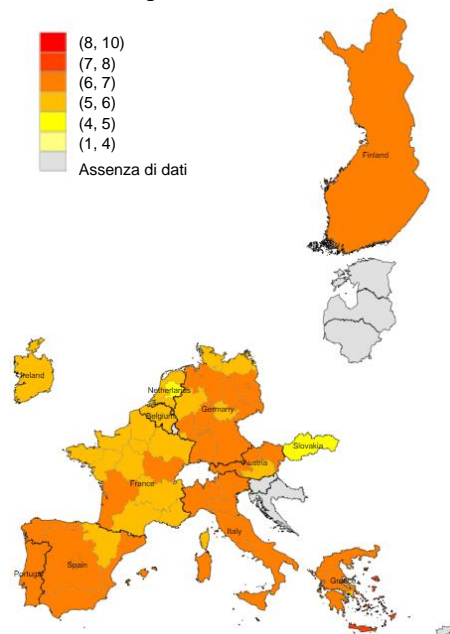 (8, 10)
(7, 8)
(6, 7)
(5, 6)
(4, 5)
(1, 4)
Assenza di dati
Finland
Ireland
Netherlands
Belgium
Germany
Slovakia
Austria
France
Italy
Portugal
Spain
Greece